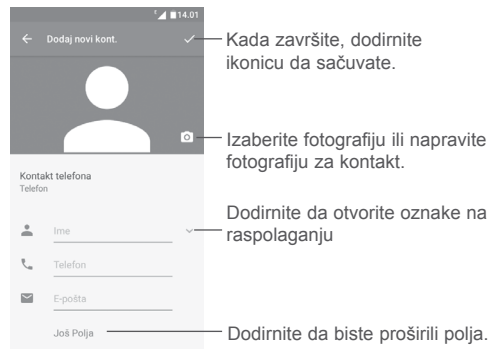 14.01
Dodaj novi kont.
Kada završite, dodirnite
ikonicu da sačuvate.
Izaberite fotografiju ili napravite
fotografiju za kontakt.
Kontakt telefona
Telefon
Dodirnite da otvorite oznake na
raspolaganju
Ime
Telefon
E-pošta
Još Polja
Dodirnite da biste proširili polja.